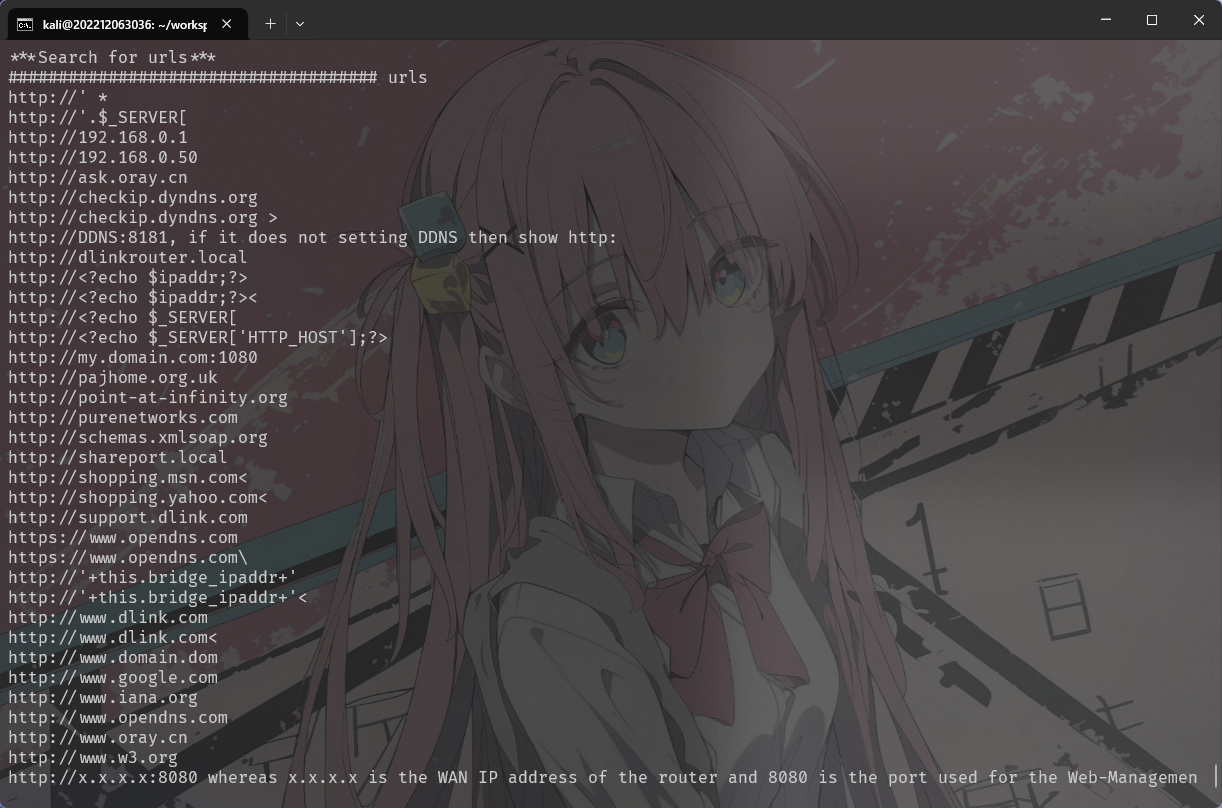 kali@202212063036: ~/worksp
***Search for urls***
##################################### urls
http://' *
http://'.$_SERVER[
http://192.168.0.1
http://192.168.0.50
http://ask.oray.cn
http://checkip.dyndns.org
http://checkip.dyndns.org >
http://DDNS:8181, if it does not setting DDNS then show http:
http://dlinkrouter.local
http://<?echo $ipaddr;?>
http://<?echo $ipaddr;?><
http://<?echo $_SERVER[
http://<?echo $_SERVER['HTTP_HOST'];?>
http://my.domain.com:1080
http://pajhome.org.uk
http://point-at-infinity.org
http://purenetworks.com
http://schemas.xmlsoap.org
http://shareport.local
http://shopping.msn.com<
http://shopping.yahoo.com<
http://support.dlink.com
https://www.opendns.com
https://www.opendns.com\
http://'+this.bridge_ipaddr+'
http://'+this.bridge_ipaddr+'<
http://www.dlink.com
http://www.dlink.com<
http://www.domain.dom
http://www.google.com
http://www.iana.org
http://www.opendns.com
http://www.oray.cn
http://www.w3.org
http://x.x.x.x:8080 whereas x.x.x.x is the WAN IP address of the router and 8080 is the port used for the Web-Managemen